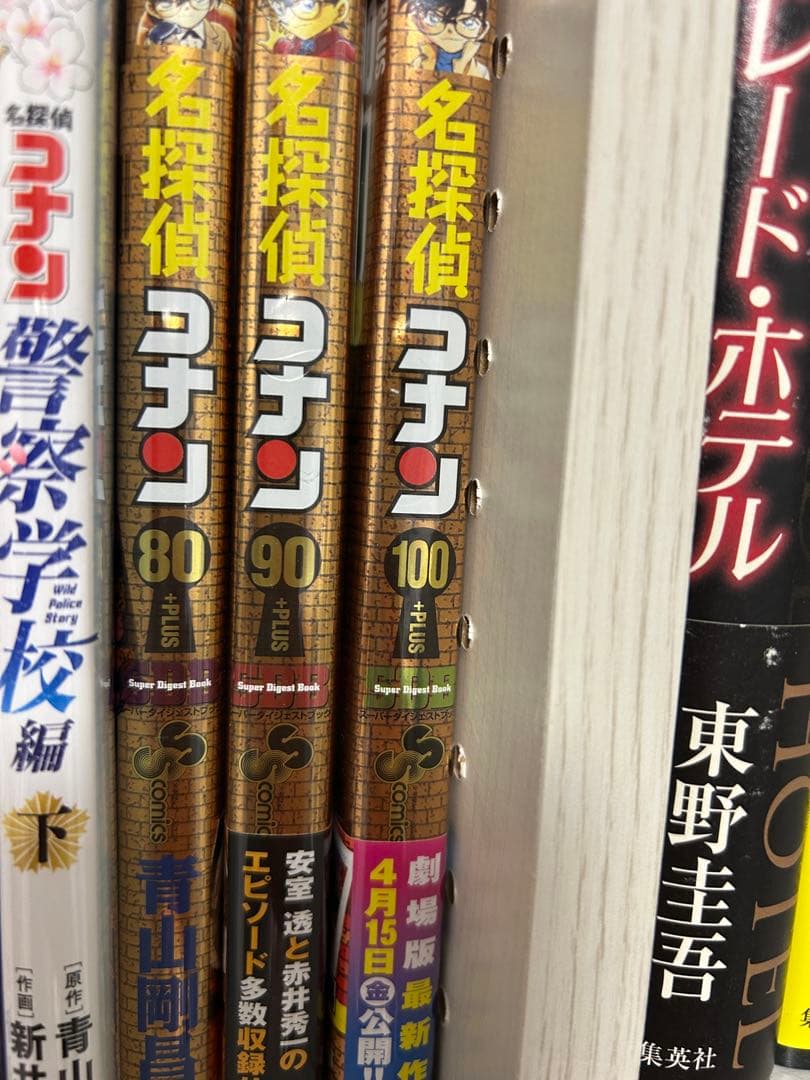 名探偵
コナン
警察学校編
Wild
Police
Story
下
[原作]青山
[作画]新井
名探偵
コナン
80
+PLUS
Super Digest Book
スーパーダイジェストブック
S comics
青山剛昌
名探偵
コナン
90
+PLUS
Super Digest Book
スーパーダイジェストブック
S comics
安室 透と赤井秀一の
エピソード多数収録!!
名探偵
コナン
100
+PLUS
Super Digest Book
スーパーダイジェストブック
S comics
劇場版 最新作
4月15日㊎公開!!
レード・ホテル
HOTEL
東野圭吾
集英社
集